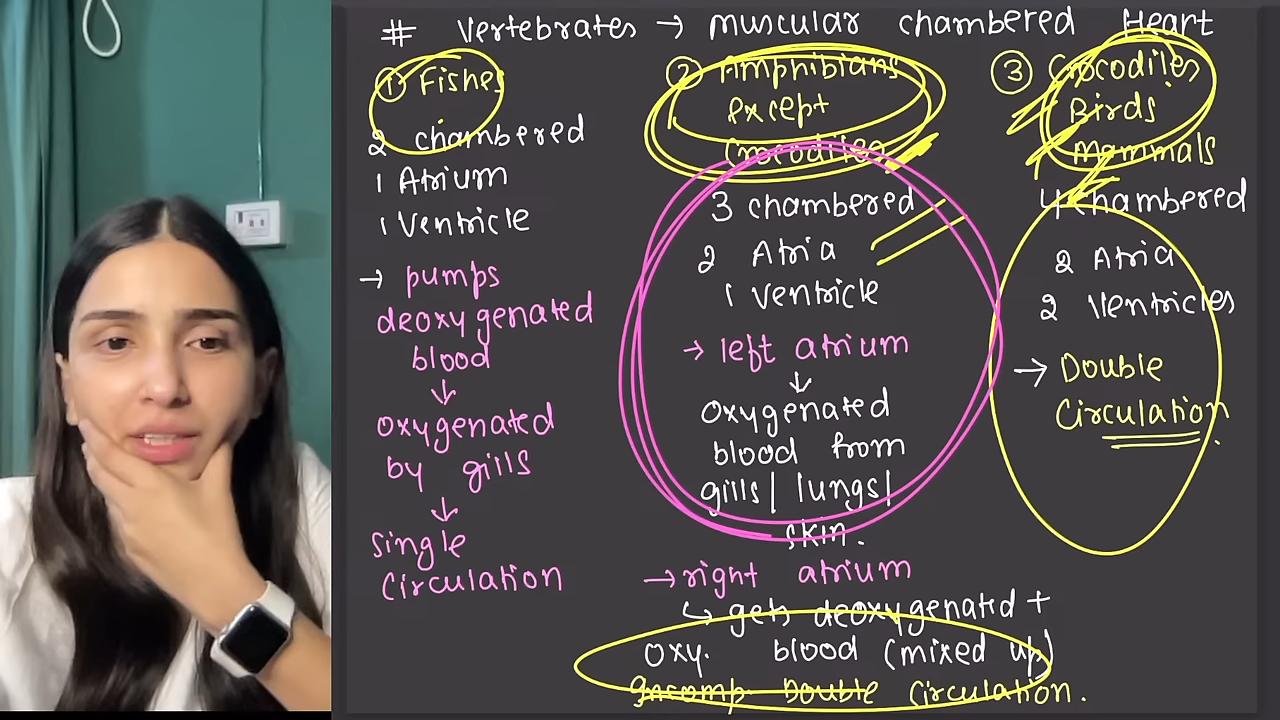 # Vertebrates → muscular chambered Heart
① Fishes
2 chambered
1 Atrium
1 Ventricle
→ pumps
deoxygenated
blood
↓
oxygenated
by gills
↓
single
circulation
② Amphibians
except
crocodiles
3 chambered
2 Atria
1 ventricle
→ left atrium
↓
oxygenated
blood from
gills/ lungs/
skin.
→ right atrium
↳ gets deoxygenated +
oxy. blood (mixed up)
Incomp. Double circulation.
③ Crocodiles
Birds
Mammals
4 chambered
2 Atria
2 Ventricles
→ Double
Circulation.